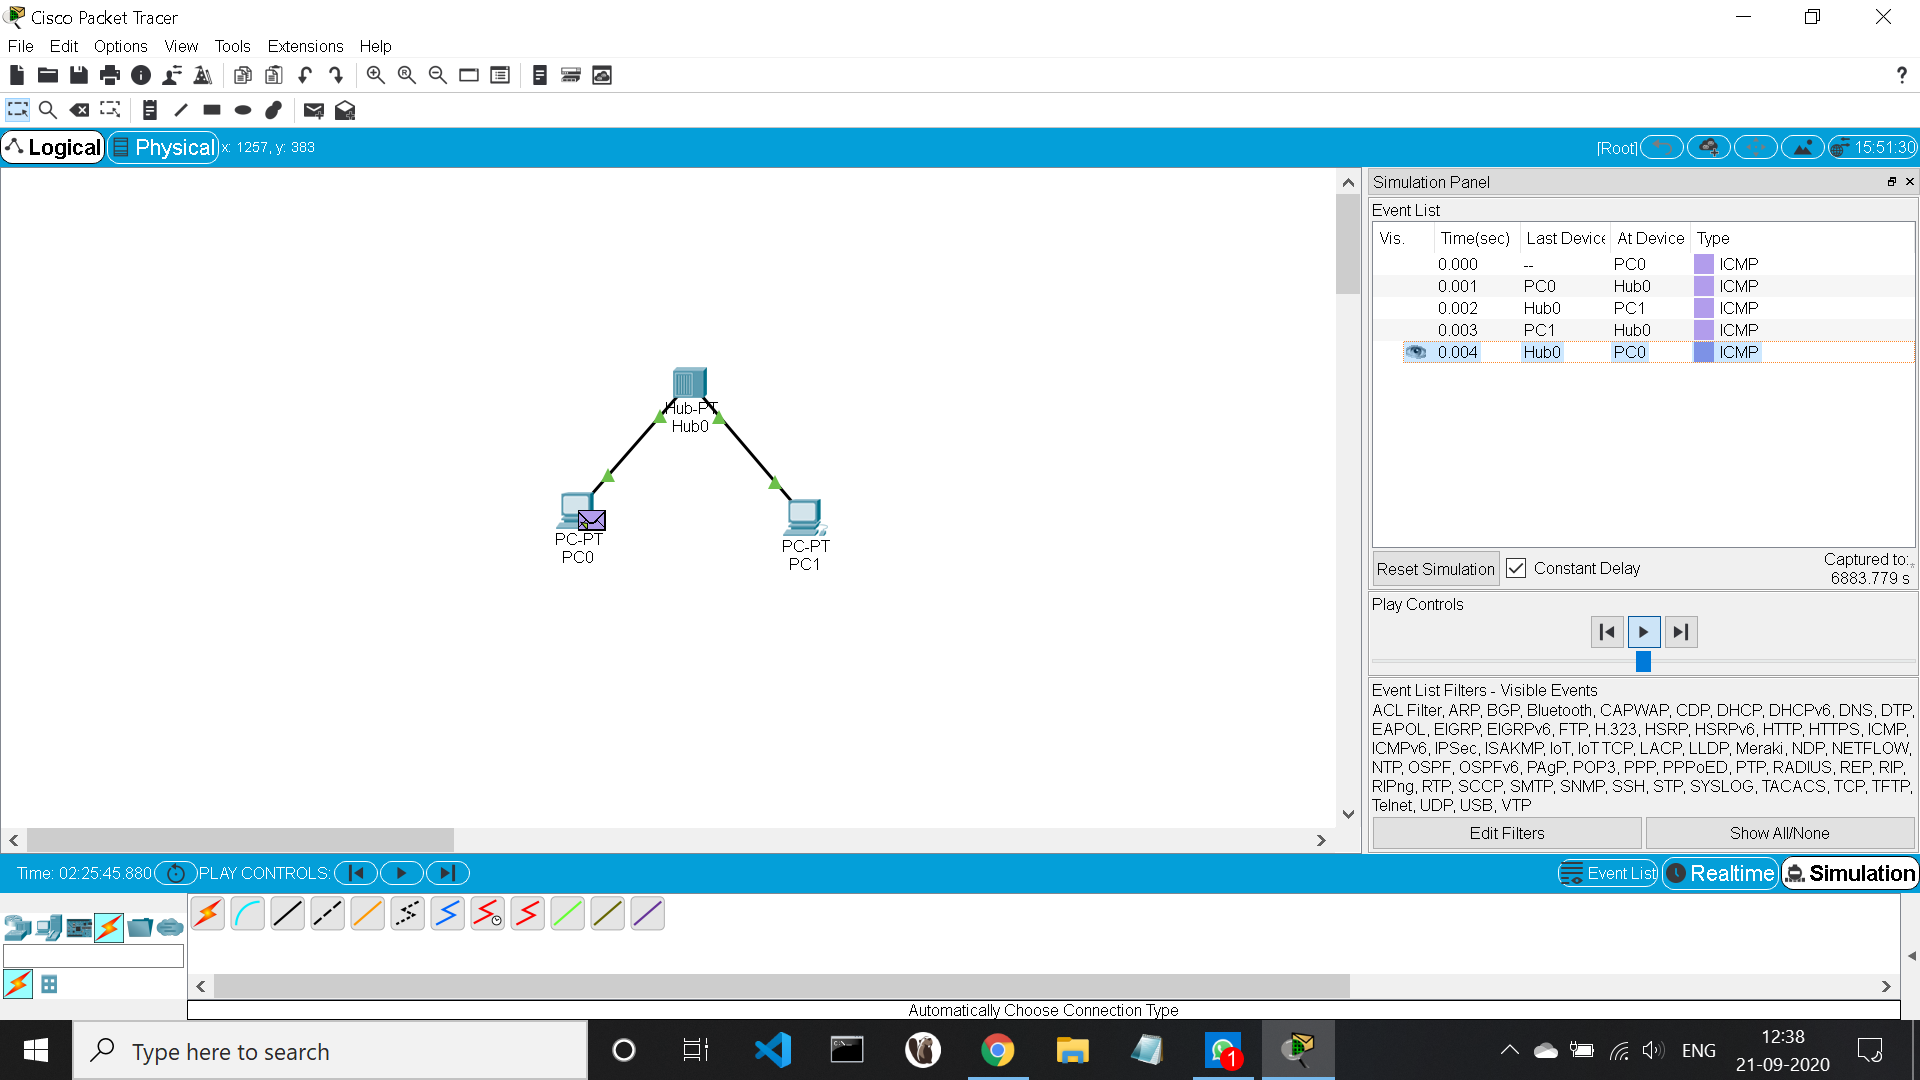 Cisco Packet Tracer
File Edit Options View Tools Extensions Help
?
Logical Physical x: 1257, y: 383 [Root] 15:51:30
Simulation Panel
Event List
Vis. Time(sec) Last Device At Device Type
0.000 -- PC0 ICMP
0.001 PC0 Hub0 ICMP
0.002 Hub0 PC1 ICMP
0.003 PC1 Hub0 ICMP
0.004 Hub0 PC0 ICMP
Hub-PT
Hub0
PC-PT
PC0
PC-PT
PC1
Reset Simulation Constant Delay Captured to:
6883.779 s
Play Controls
Event List Filters - Visible Events
ACL Filter, ARP, BGP, Bluetooth, CAPWAP, CDP, DHCP, DHCPv6, DNS, DTP,
EAPOL, EIGRP, EIGRPv6, FTP, H.323, HSRP, HSRPv6, HTTP, HTTPS, ICMP,
ICMPv6, IPSec, ISAKMP, IoT, IoT TCP, LACP, LLDP, Meraki, NDP, NETFLOW,
NTP, OSPF, OSPFv6, PAgP, POP3, PPP, PPPoED, PTP, RADIUS, REP, RIP,
RIPng, RTP, SCCP, SMTP, SNMP, SSH, STP, SYSLOG, TACACS, TCP, TFTP,
Telnet, UDP, USB, VTP
Edit Filters Show All/None
Time: 02:25:45.880 PLAY CONTROLS: Event List Realtime Simulation
Automatically Choose Connection Type
Type here to search
1
ENG
12:38
21-09-2020